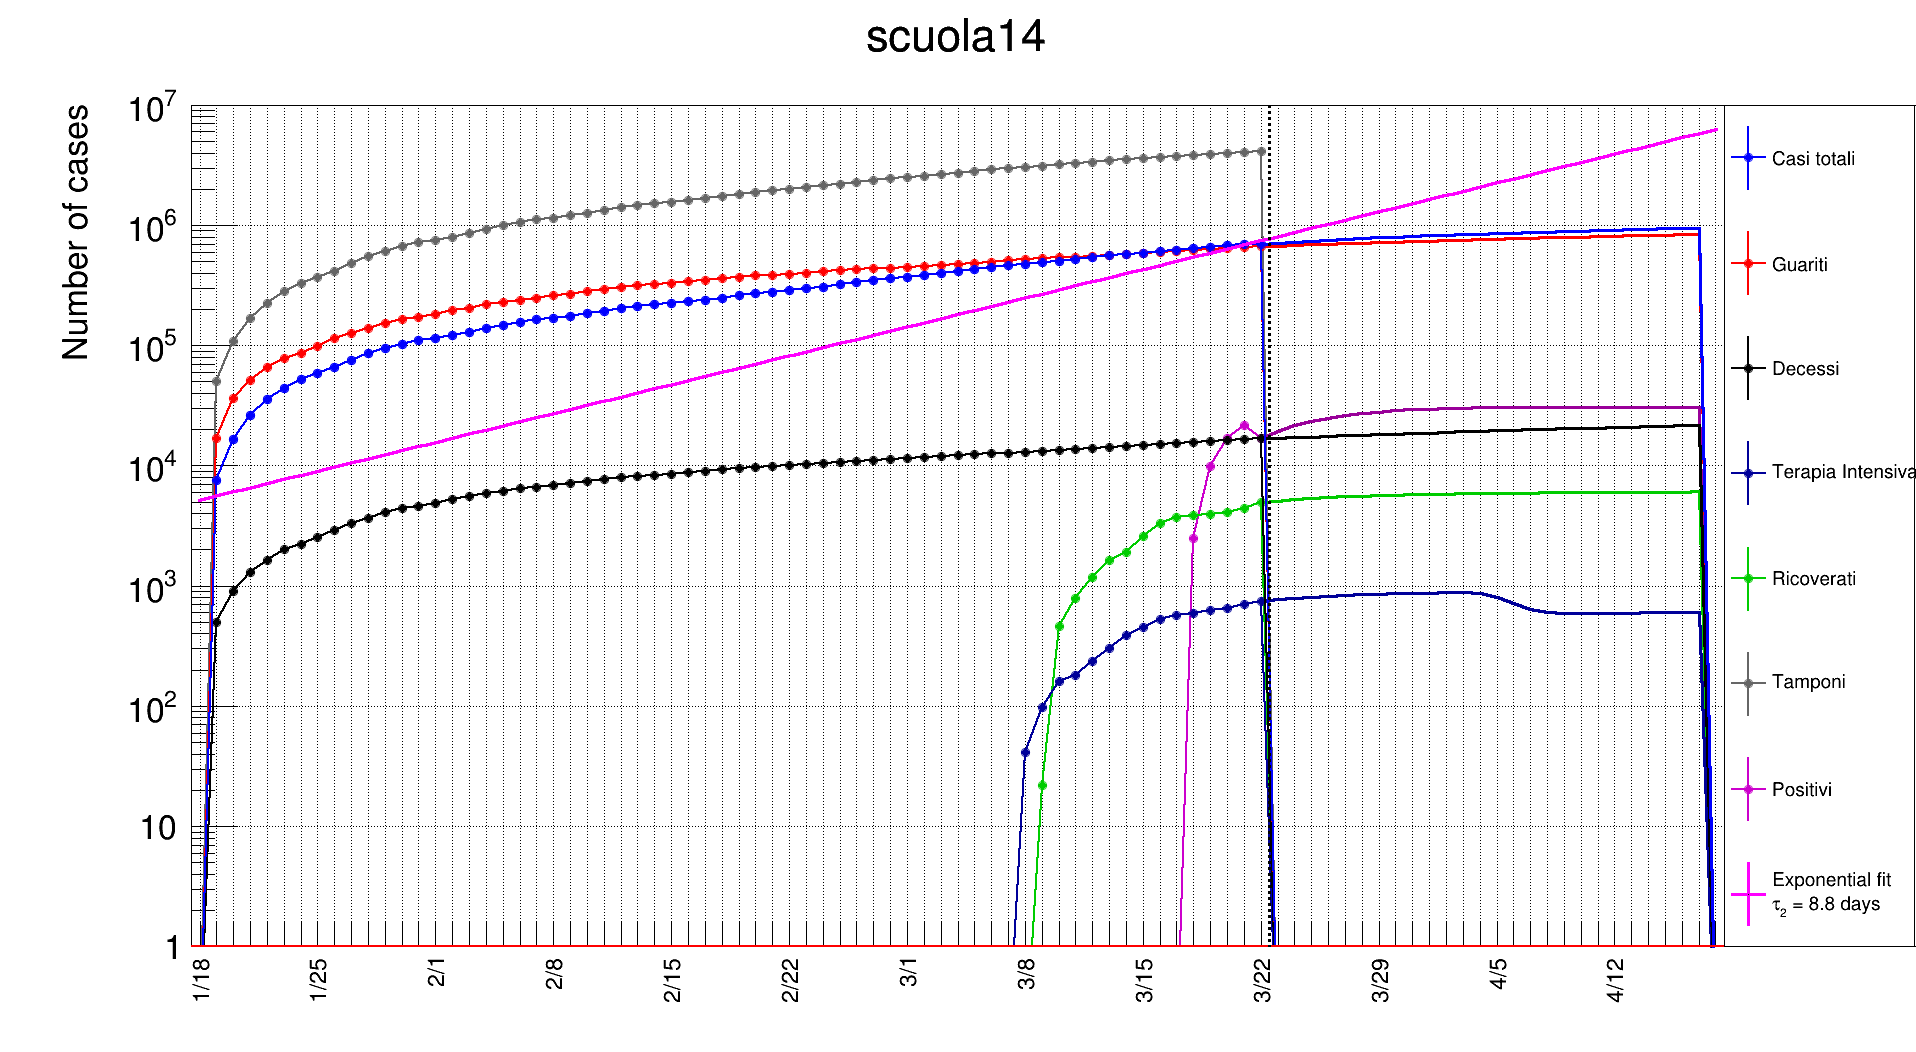 scuola14
Number of cases
10^7
10^6
10^5
10^4
10^3
10^2
10
1
1/18
1/25
2/1
2/8
2/15
2/22
3/1
3/8
3/15
3/22
3/29
4/5
4/12
Casi totali
Guariti
Decessi
Terapia Intensiva
Ricoverati
Tamponi
Positivi
Exponential fit
τ₂ = 8.8 days